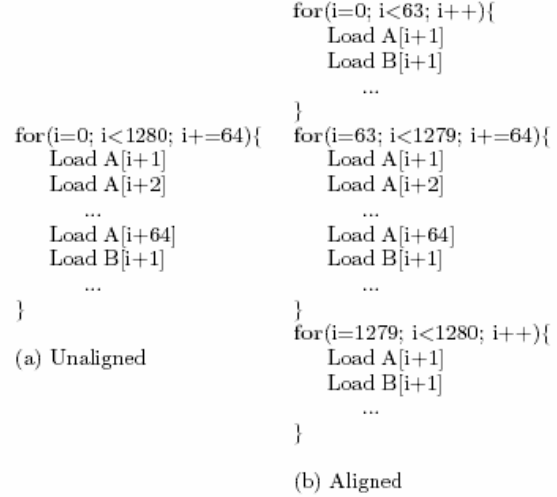 for(i=0; i<1280; i+=64){
Load A[i+1]
Load A[i+2]
...
Load A[i+64]
Load B[i+1]
...
}
(a) Unaligned
for(i=0; i<63; i++){
Load A[i+1]
Load B[i+1]
...
}
for(i=63; i<1279; i+=64){
Load A[i+1]
Load A[i+2]
...
Load A[i+64]
Load B[i+1]
...
}
for(i=1279; i<1280; i++){
Load A[i+1]
Load B[i+1]
...
}
(b) Aligned